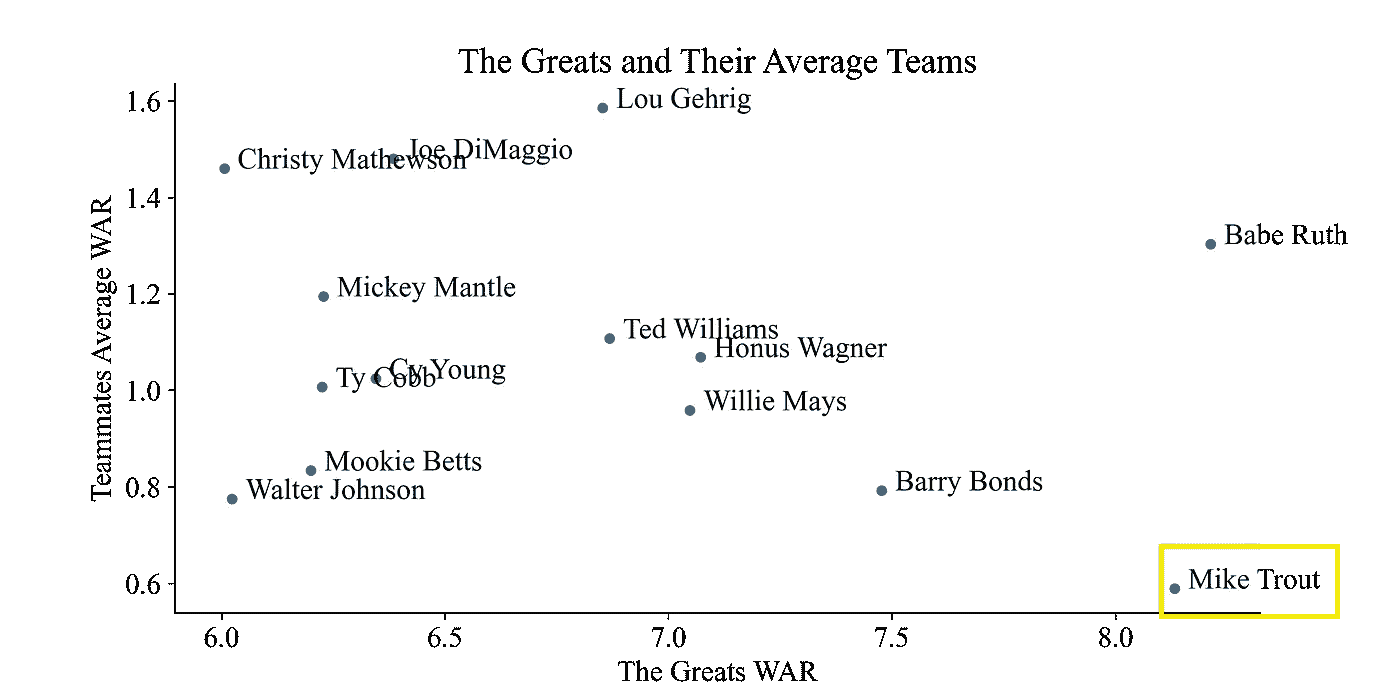 The Greats and Their Average Teams
Teammates Average WAR
1.6
1.4
1.2
1.0
0.8
0.6
Lou Gehrig
Joe DiMaggio
Christy Mathewson
Babe Ruth
Mickey Mantle
Ted Williams
Honus Wagner
Cy Young
Ty Cobb
Willie Mays
Mookie Betts
Walter Johnson
Barry Bonds
Mike Trout
6.0 6.5 7.0 7.5 8.0
The Greats WAR